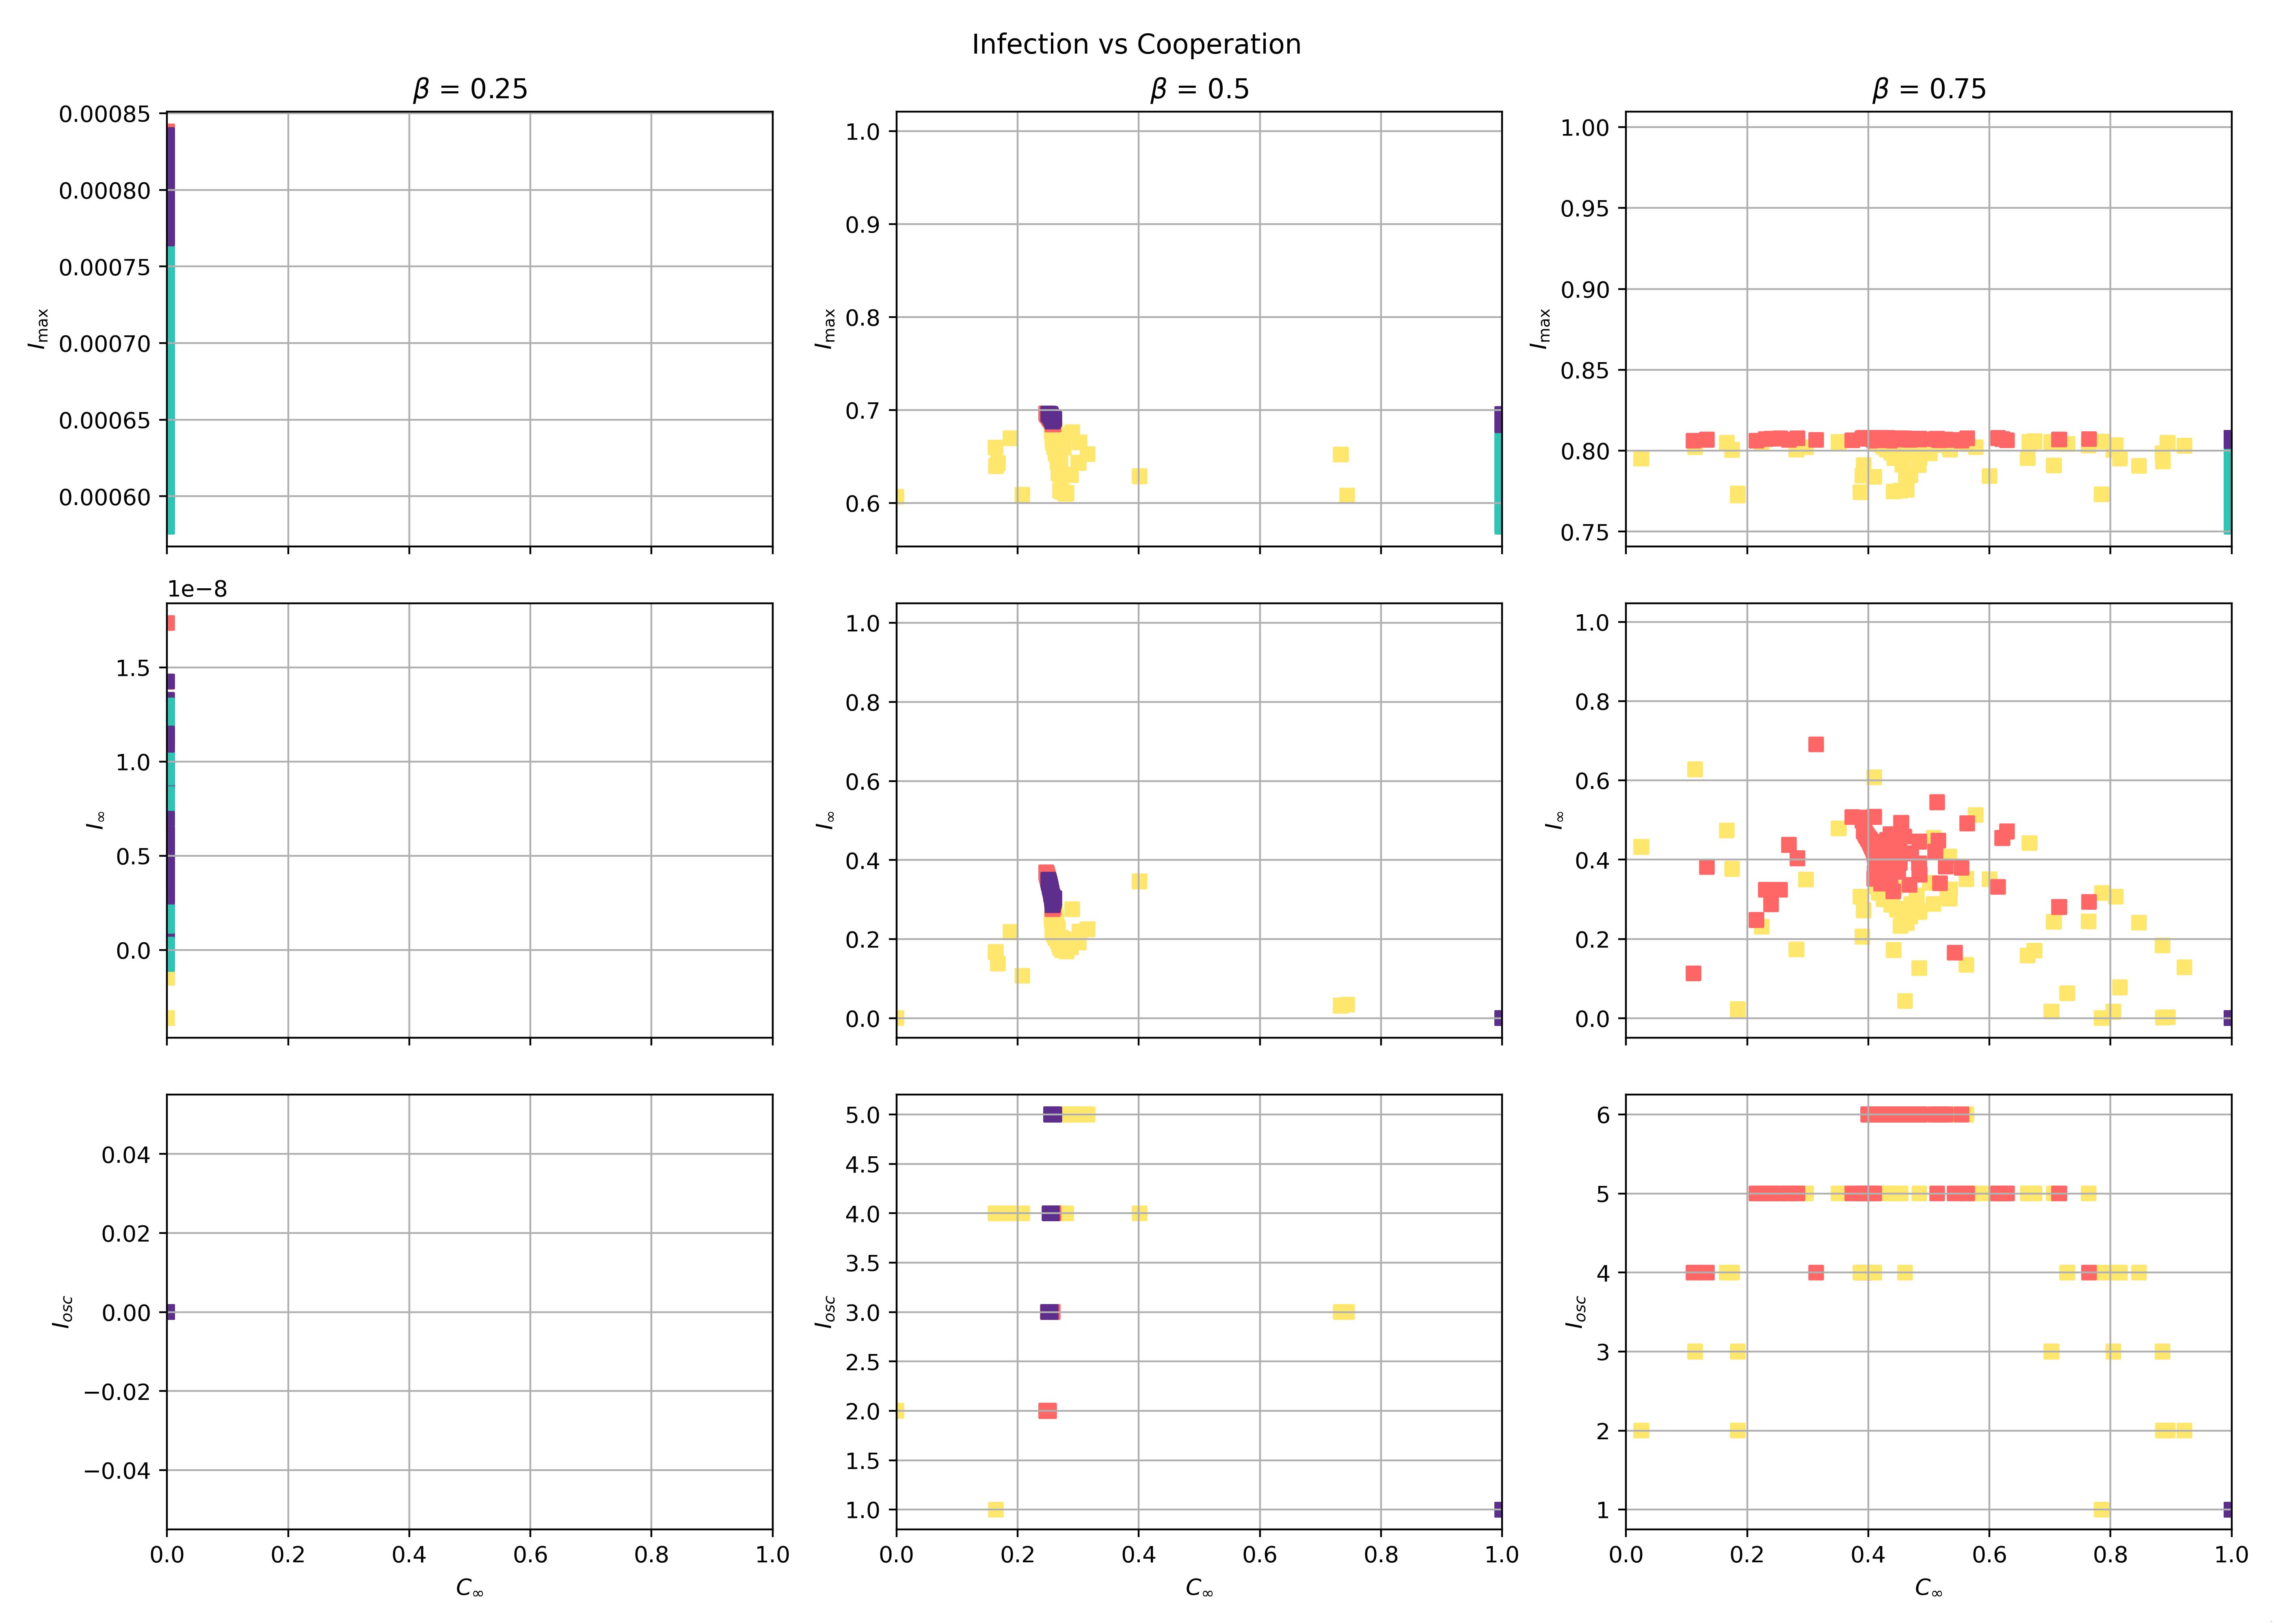 Infection vs Cooperation
β = 0.25
β = 0.5
β = 0.75
0.00085
0.00080
0.00075
0.00070
0.00065
0.00060
I_max
1.0
0.9
0.8
0.7
0.6
I_max
1.00
0.95
0.90
0.85
0.80
0.75
I_max
1e−8
1.5
1.0
0.5
0.0
I_∞
1.0
0.8
0.6
0.4
0.2
0.0
I_∞
1.0
0.8
0.6
0.4
0.2
0.0
I_∞
0.04
0.02
0.00
−0.02
−0.04
I_osc
0.0 0.2 0.4 0.6 0.8 1.0
C_∞
5.0
4.5
4.0
3.5
3.0
2.5
2.0
1.5
1.0
I_osc
0.0 0.2 0.4 0.6 0.8 1.0
C_∞
6
5
4
3
2
1
I_osc
0.0 0.2 0.4 0.6 0.8 1.0
C_∞